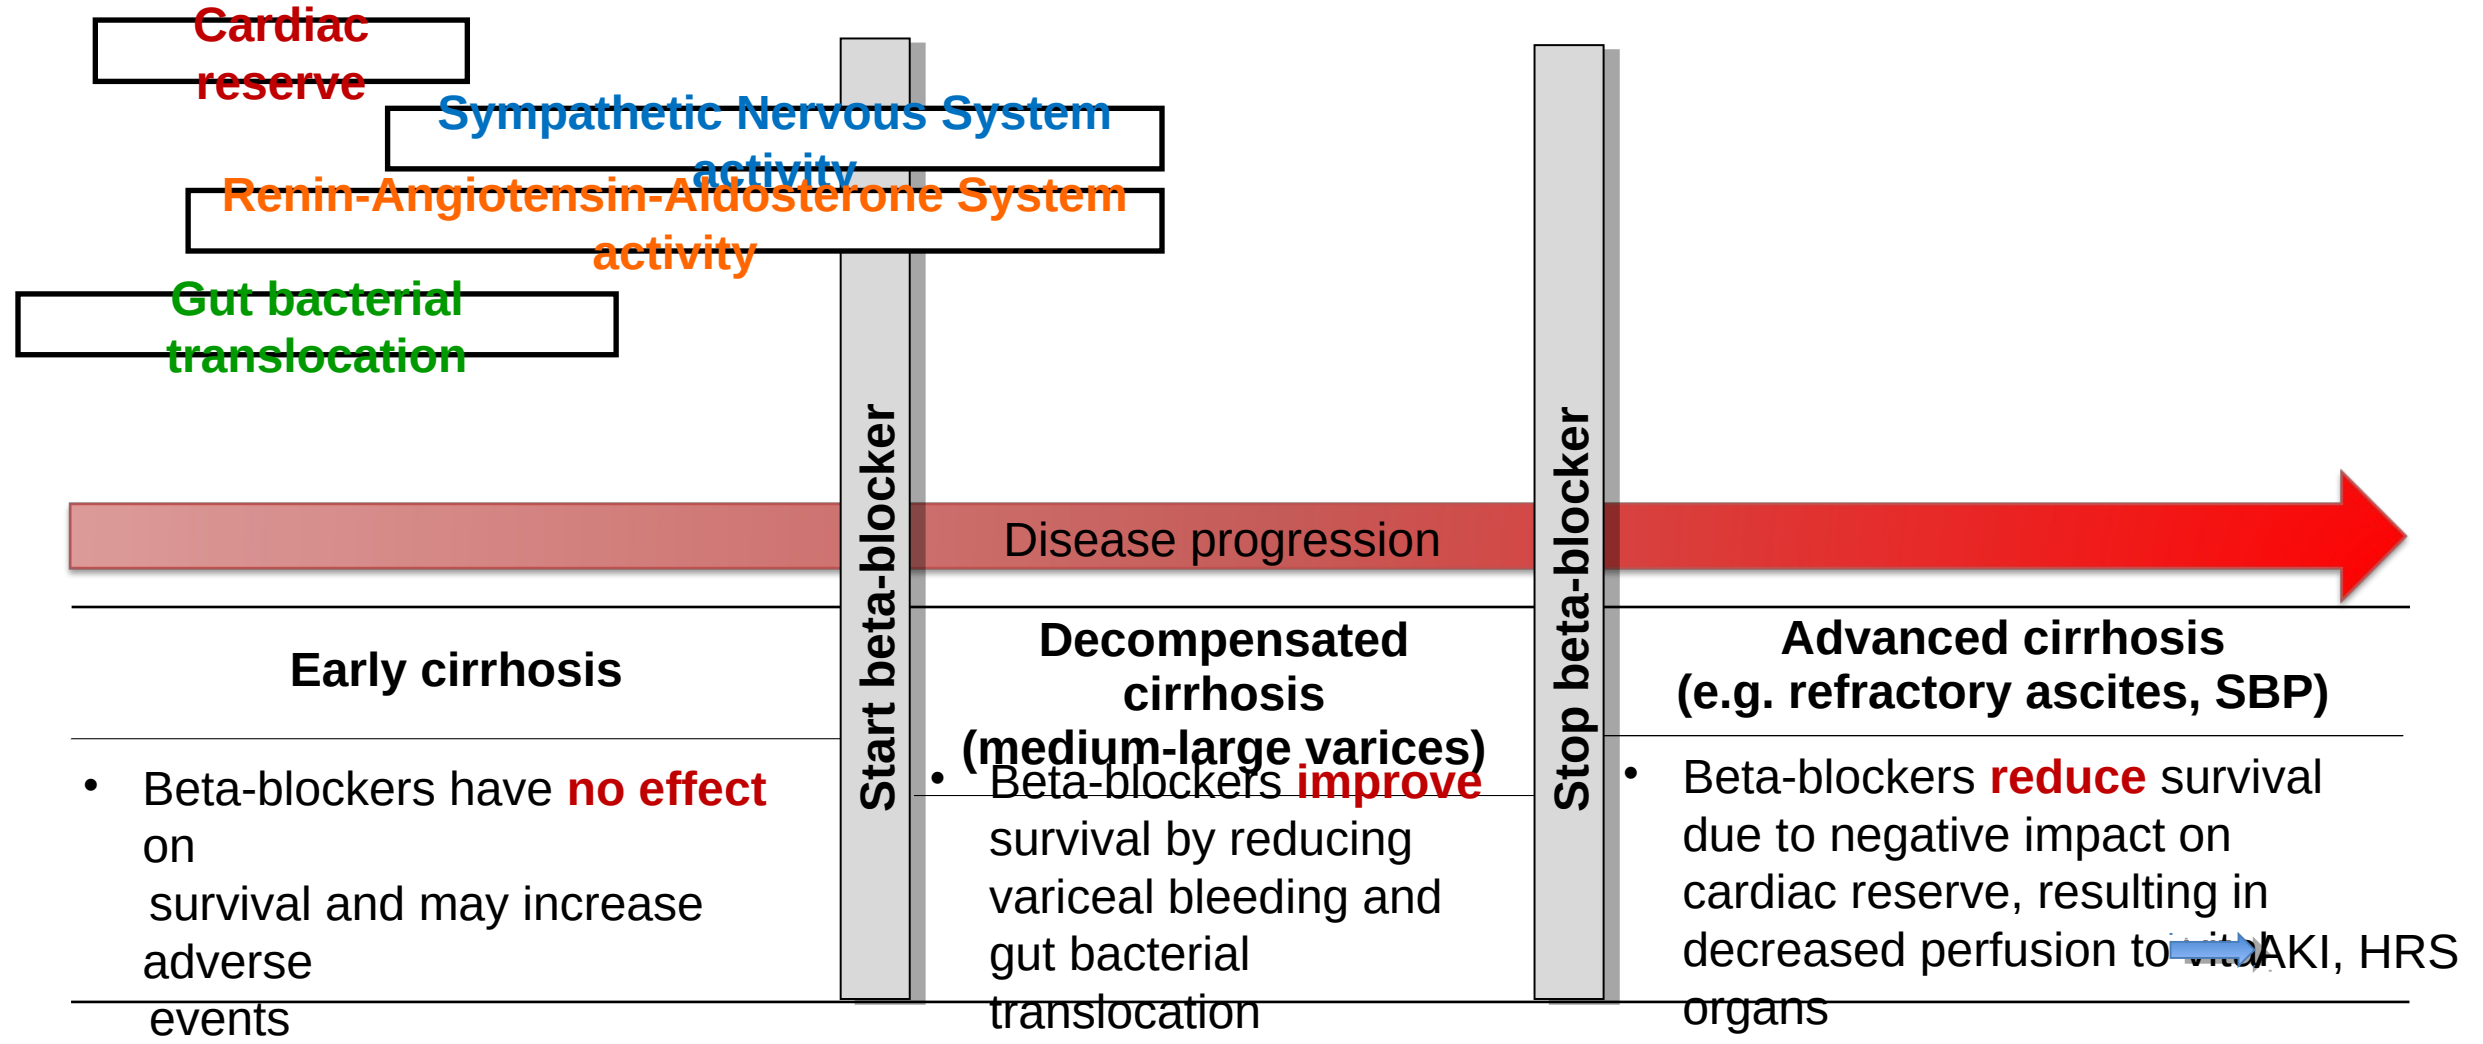 Cardiac
reserve
Sympathetic Nervous System
activity
Renin-Angiotensin-Aldosterone System
activity
Gut bacterial
translocation
Start beta-blocker
Stop beta-blocker
Disease progression
Early cirrhosis
Decompensated
cirrhosis
(medium-large varices)
Advanced cirrhosis
(e.g. refractory ascites, SBP)
• Beta-blockers have no effect
on
survival and may increase
adverse
events
• Beta-blockers improve
survival by reducing
variceal bleeding and
gut bacterial
translocation
• Beta-blockers reduce survival
due to negative impact on
cardiac reserve, resulting in
decreased perfusion to vital
organs
AKI, HRS